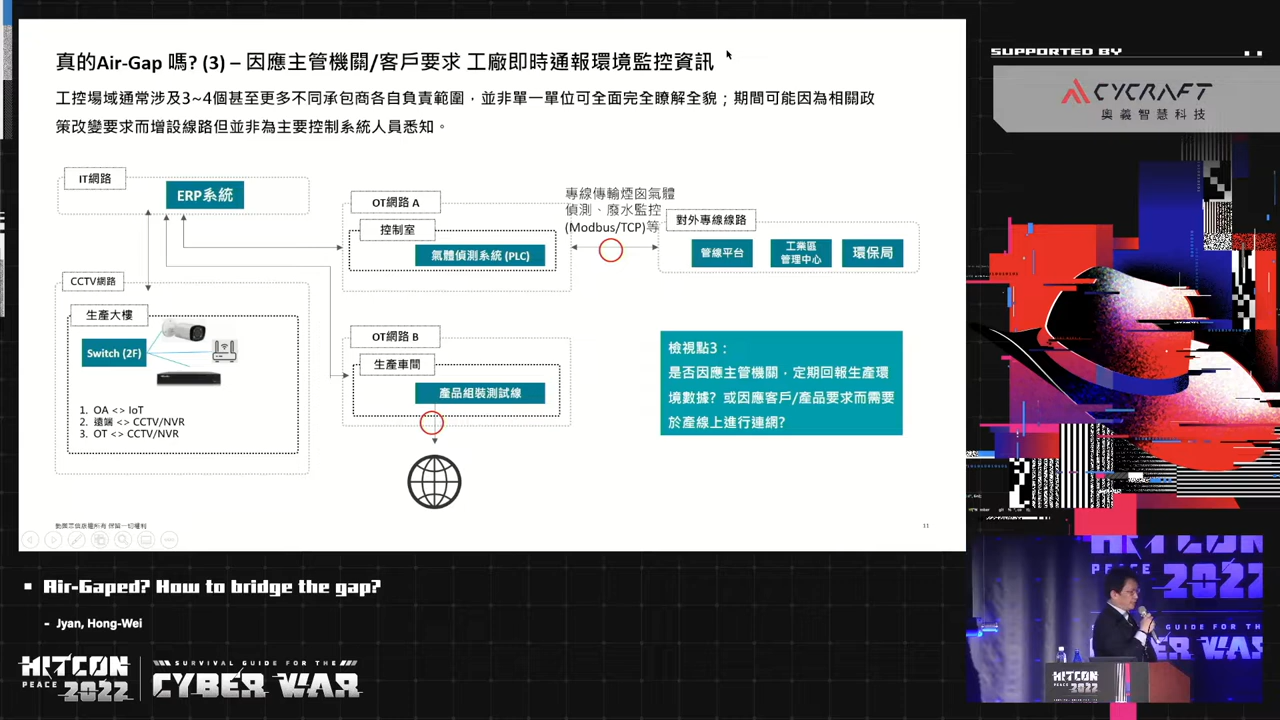 真的Air-Gap 嗎? (3) – 因應主管機關/客戶要求 工廠即時通報環境監控資訊
工控場域通常涉及3~4個甚至更多不同承包商各自負責範圍，並非單一單位可全面完全瞭解全貌；期間可能因為相關政
策改變要求而增設線路但並非為主要控制系統人員悉知。
IT網路
ERP系統
CCTV網路
生產大樓
Switch (2F)
1. OA <> IoT
2. 遠端 <> CCTV/NVR
3. OT <> CCTV/NVR
OT網路 A
控制室
氣體偵測系統 (PLC)
OT網路 B
生產車間
產品組裝測試線
專線傳輸煙囪氣體
偵測、廢水監控
(Modbus/TCP)等
對外專線線路
管線平台
工業區
管理中心
環保局
檢視點3：
是否因應主管機關，定期回報生產環
境數據? 或因應客戶/產品要求而需要
於產線上進行連網?
11
SUPPORTED BY
CYCRAFT
奧義智慧科技
Air-Gaped? How to bridge the gap?
- Jyan, Hong-Wei
HITCON
PEACE 2022
SURVIVAL GUIDE FOR THE
CYBER WAR
HITCON
PEACE 2022
CYBER WAR
HITCON
2022